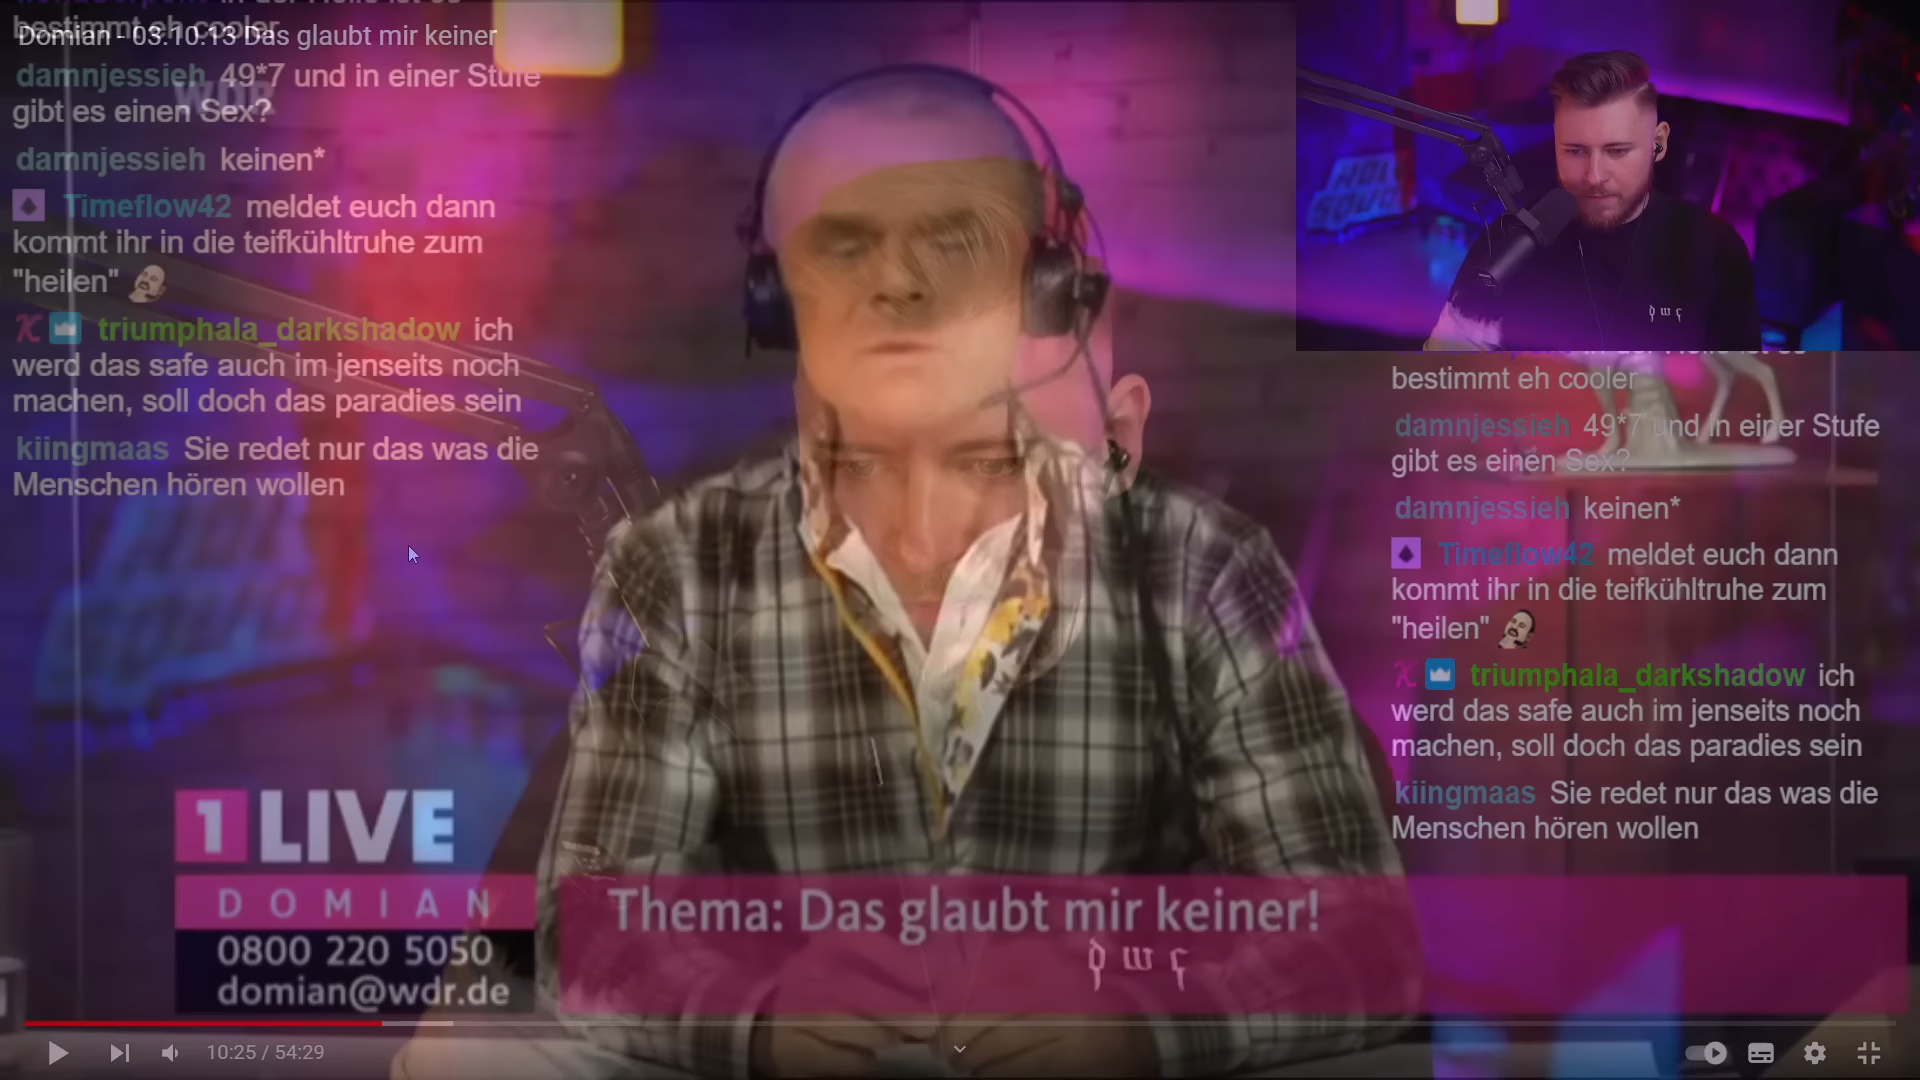 bestimmt eh cooler
Domian - 03.10.13 Das glaubt mir keiner
damnjessieh 49*7 und in einer Stufe
gibt es einen Sex?
WDR
damnjessieh keinen*
Timeflow42 meldet euch dann
kommt ihr in die teifkühltruhe zum
"heilen"
triumphala_darkshadow ich
werd das safe auch im jenseits noch
machen, soll doch das paradies sein
kiingmaas Sie redet nur das was die
Menschen hören wollen
bestimmt eh cooler
damnjessieh 49*7 und in einer Stufe
gibt es einen Sex?
damnjessieh keinen*
Timeflow42 meldet euch dann
kommt ihr in die teifkühltruhe zum
"heilen"
triumphala_darkshadow ich
werd das safe auch im jenseits noch
machen, soll doch das paradies sein
kiingmaas Sie redet nur das was die
Menschen hören wollen
1LIVE
DOMIAN
0800 220 5050
domian@wdr.de
Thema: Das glaubt mir keiner!
10:25 / 54:29